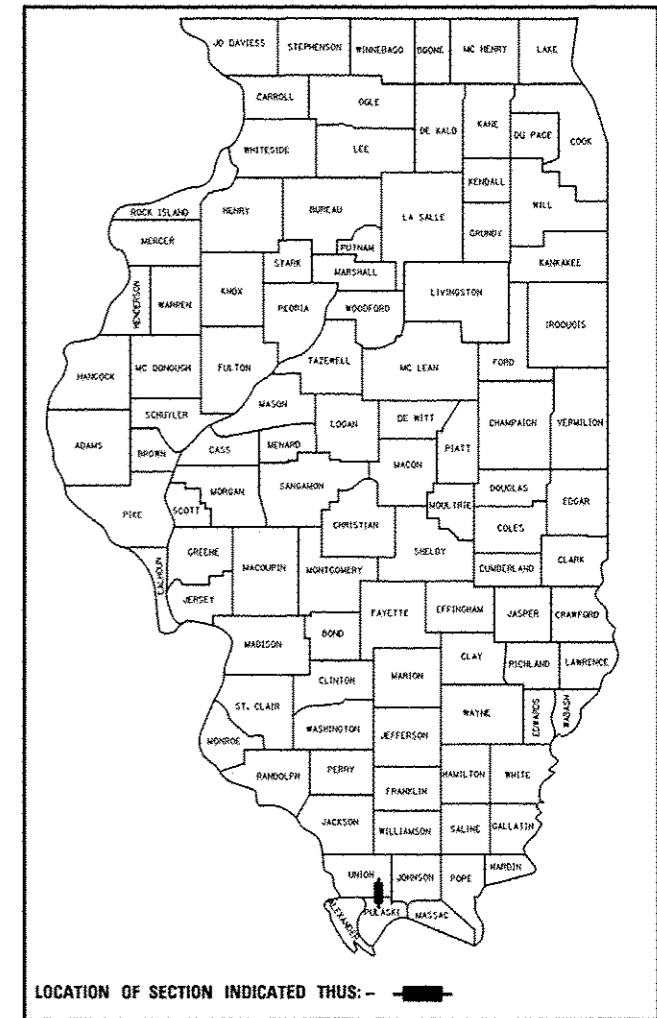 JO DAVIESS STEPHENSON WINNEBAGO BOONE MC HENRY LAKE
CARROLL OGLE DE KALB KANE DU PAGE COOK
WHITESIDE LEE KENDALL WILL
ROCK ISLAND HENRY BUREAU LA SALLE GRUNDY
MERCER PUTNAM KANKAKEE
STARK MARSHALL
HENDERSON WARREN KNOX PEORIA WOODFORD LIVINGSTON IROQUOIS
HANCOCK MC DONOUGH FULTON TAZEWELL MC LEAN FORD
SCHUYLER MASON LOGAN DE WITT CHAMPAIGN VERMILION
ADAMS BROWN CASS MENARD PIATT
MACON
PIKE SCOTT MORGAN SANGAMON MOULTRIE DOUGLAS EDGAR
CHRISTIAN COLES
CALHOUN GREENE MACOUPIN MONTGOMERY SHELBY CUMBERLAND CLARK
JERSEY
FAYETTE EFFINGHAM JASPER CRAWFORD
MADISON BOND
CLAY RICHLAND LAWRENCE
CLINTON MARION
ST. CLAIR WAYNE EDWARDS WABASH
WASHINGTON JEFFERSON
MONROE
RANDOLPH PERRY HAMILTON WHITE
FRANKLIN
JACKSON WILLIAMSON SALINE GALLATIN
HARDIN
UNION JOHNSON POPE
ALEXANDER PULASKI MASSAC
LOCATION OF SECTION INDICATED THUS: -